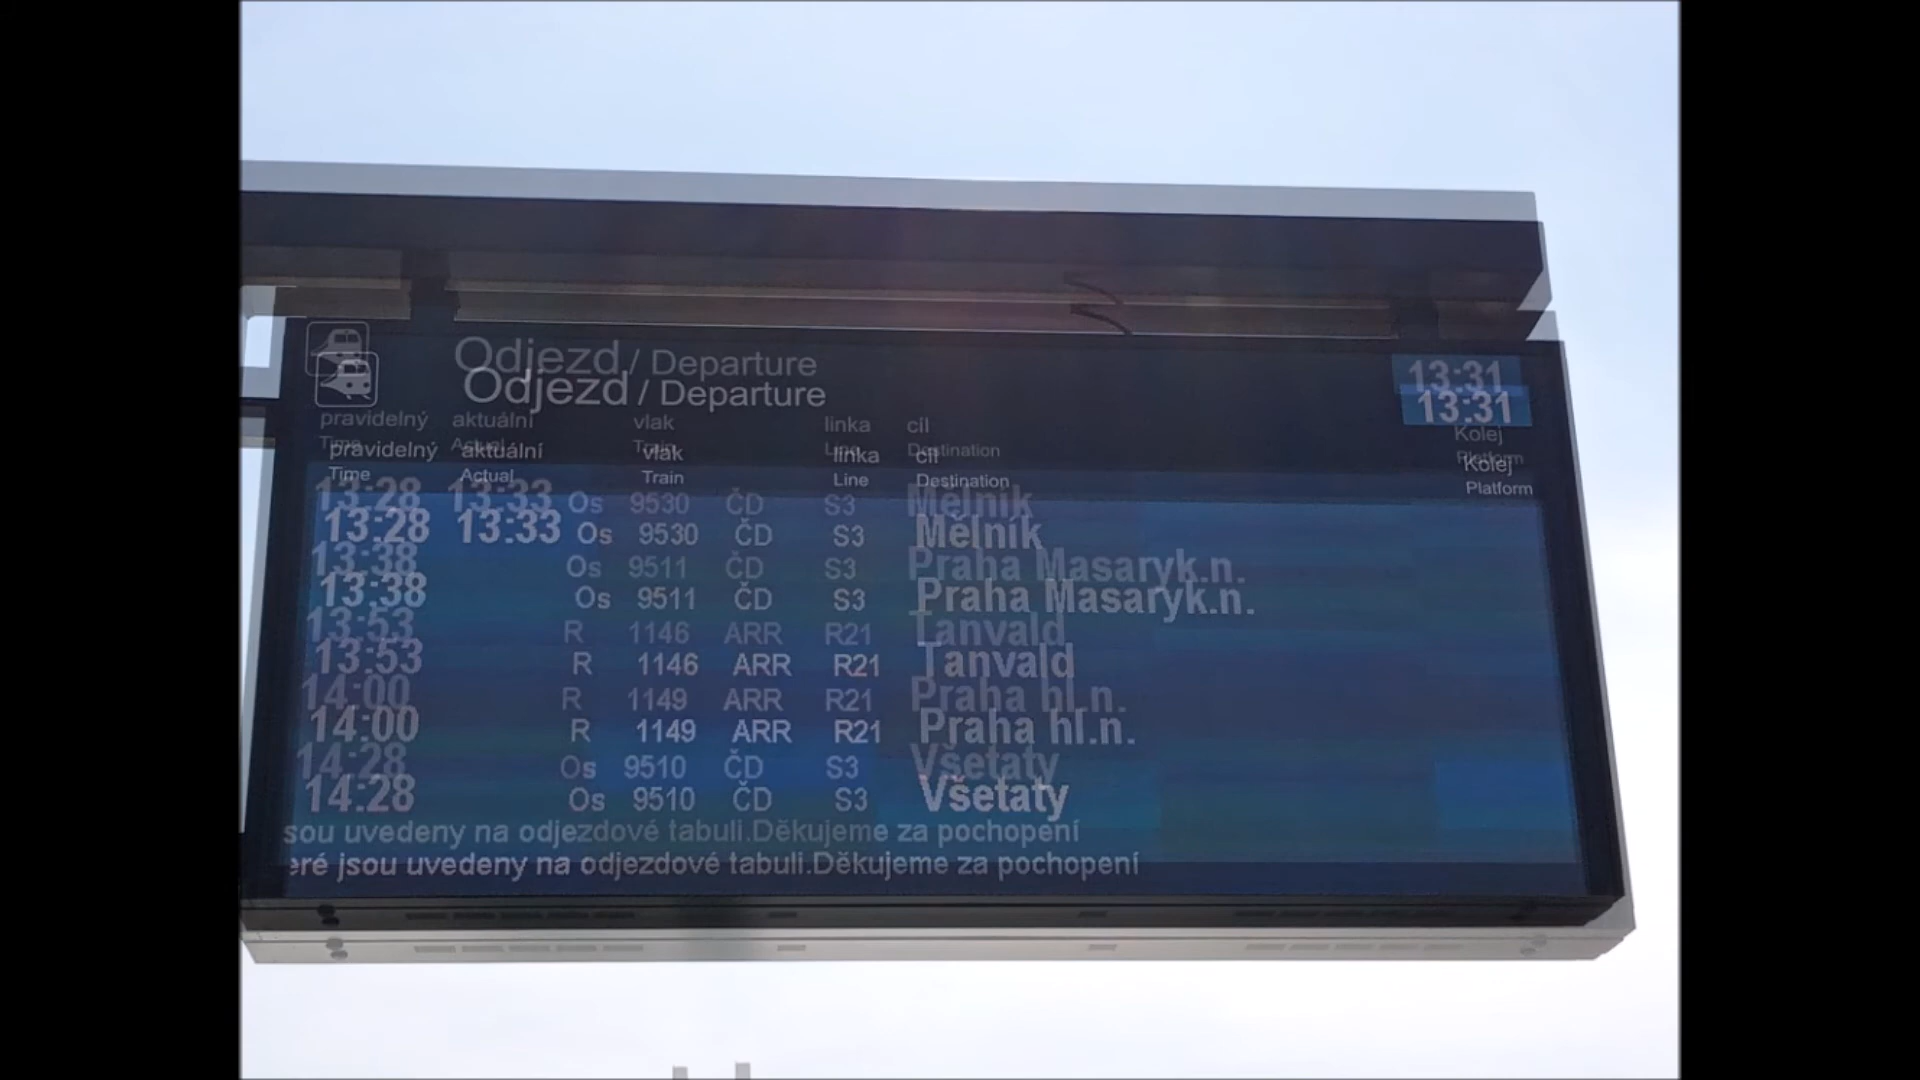 Odjezd / Departure 13:31
pravidelný aktuální vlak linka cíl Kolej
Time Actual Train Line Destination Platform
13:28 13:33 Os 9530 ČD S3 Mělník
13:38 Os 9511 ČD S3 Praha Masaryk.n.
13:53 R 1146 ARR R21 Tanvald
14:00 R 1149 ARR R21 Praha hl.n.
14:28 Os 9510 ČD S3 Všetaty
jsou uvedeny na odjezdové tabuli.Děkujeme za pochopení